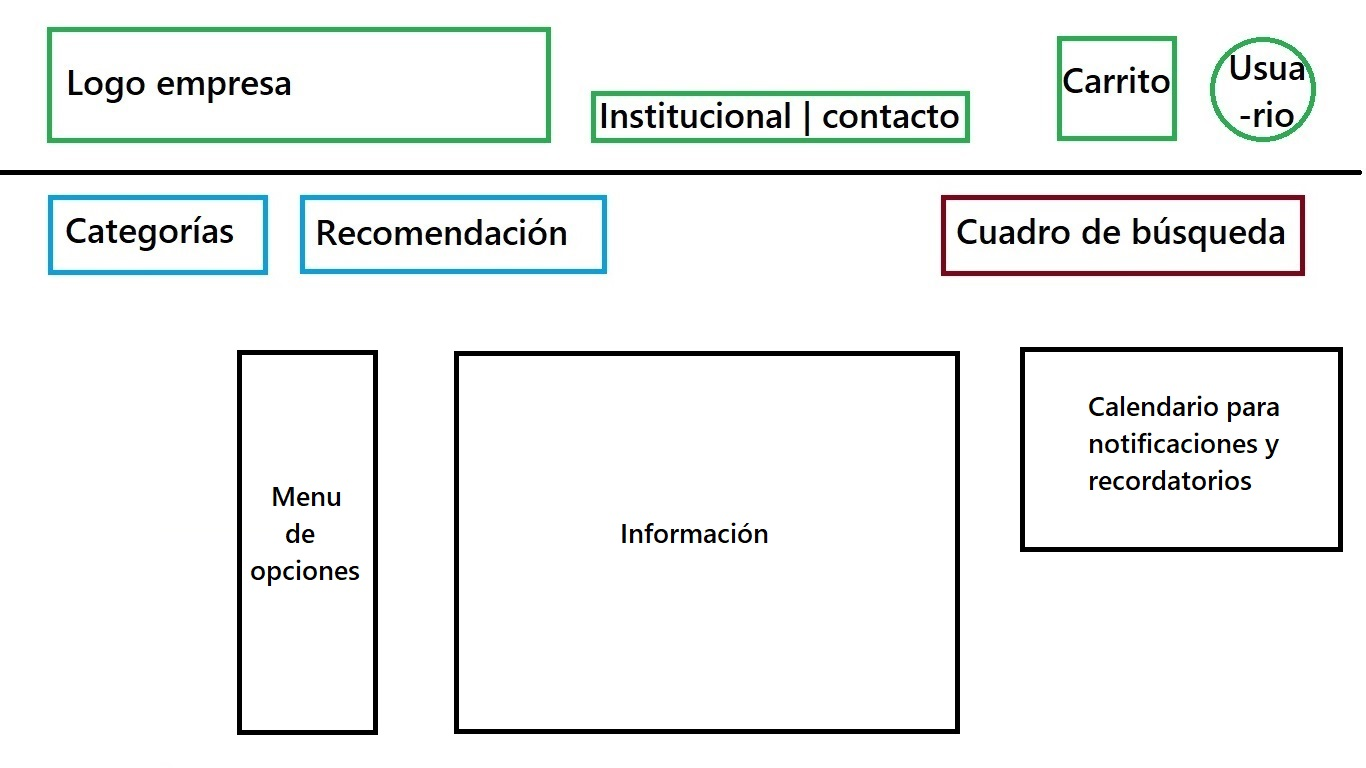 Logo empresa
Institucional | contacto
Carrito
Usua
-rio
Categorías
Recomendación
Cuadro de búsqueda
Menu
de
opciones
Información
Calendario para
notificaciones y
recordatorios